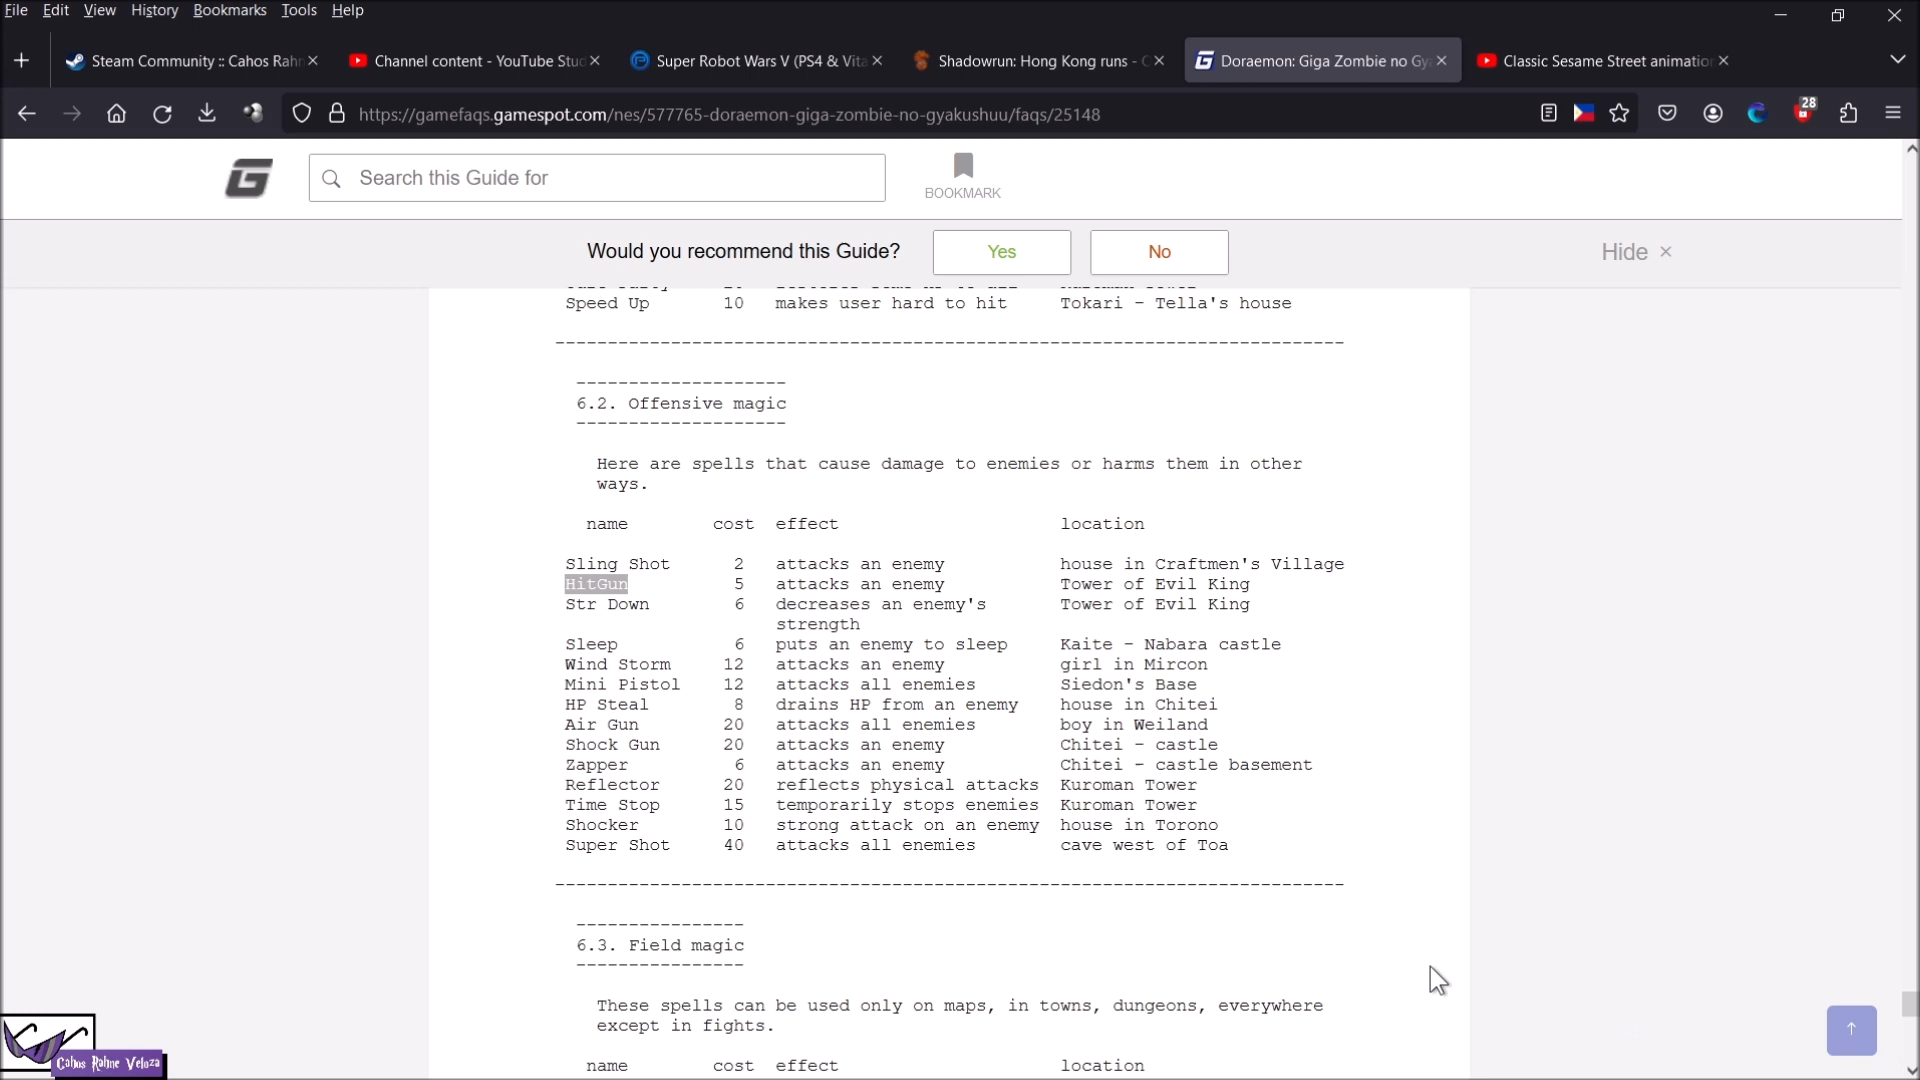 File Edit View History Bookmarks Tools Help
Steam Community :: Cahos Rahn
Channel content - YouTube Stud
Super Robot Wars V (PS4 & Vita
Shadowrun: Hong Kong runs - C
Doraemon: Giga Zombie no Gy
Classic Sesame Street animatio
https://gamefaqs.gamespot.com/nes/577765-doraemon-giga-zombie-no-gyakushuu/faqs/25148
28
Search this Guide for
BOOKMARK
Would you recommend this Guide? Yes No Hide ×
Speed Up 10 makes user hard to hit Tokari - Tella's house
---------------------------------------------------------------------------
--------------------
6.2. Offensive magic
--------------------
Here are spells that cause damage to enemies or harms them in other
ways.
name cost effect location
Sling Shot 2 attacks an enemy house in Craftmen's Village
HitGun 5 attacks an enemy Tower of Evil King
Str Down 6 decreases an enemy's Tower of Evil King
strength
Sleep 6 puts an enemy to sleep Kaite - Nabara castle
Wind Storm 12 attacks an enemy girl in Mircon
Mini Pistol 12 attacks all enemies Siedon's Base
HP Steal 8 drains HP from an enemy house in Chitei
Air Gun 20 attacks all enemies boy in Weiland
Shock Gun 20 attacks an enemy Chitei - castle
Zapper 6 attacks an enemy Chitei - castle basement
Reflector 20 reflects physical attacks Kuroman Tower
Time Stop 15 temporarily stops enemies Kuroman Tower
Shocker 10 strong attack on an enemy house in Torono
Super Shot 40 attacks all enemies cave west of Toa
---------------------------------------------------------------------------
----------------
6.3. Field magic
----------------
These spells can be used only on maps, in towns, dungeons, everywhere
except in fights.
name cost effect location
Cahos Rahne Veloza